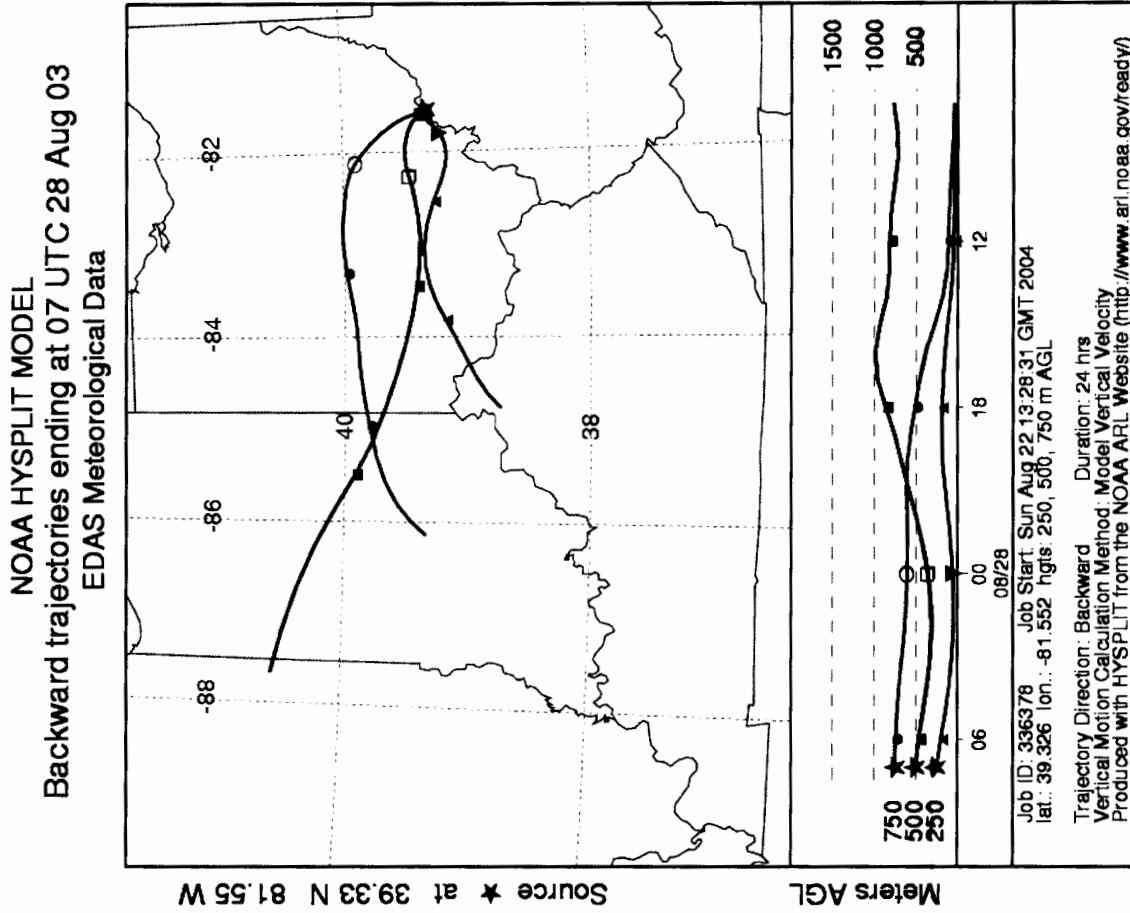 NOAA HYSPLIT MODEL
Backward trajectories ending at 07 UTC 28 Aug 03
EDAS Meteorological Data
Source ★ at 39.33 N 81.55 W
-88
-86
-84
-82
40
38
Meters AGL
1500
1000
500
750
500
250
06
00
18
12
08/28
Job ID: 336378 Job Start: Sun Aug 22 13:28:31 GMT 2004
lat.: 39.326 lon.: -81.552 hgts: 250, 500, 750 m AGL
Trajectory Direction: Backward Duration: 24 hrs
Vertical Motion Calculation Method: Model Vertical Velocity
Produced with HYSPLIT from the NOAA ARL Website (http://www.arl.noaa.gov/ready/)